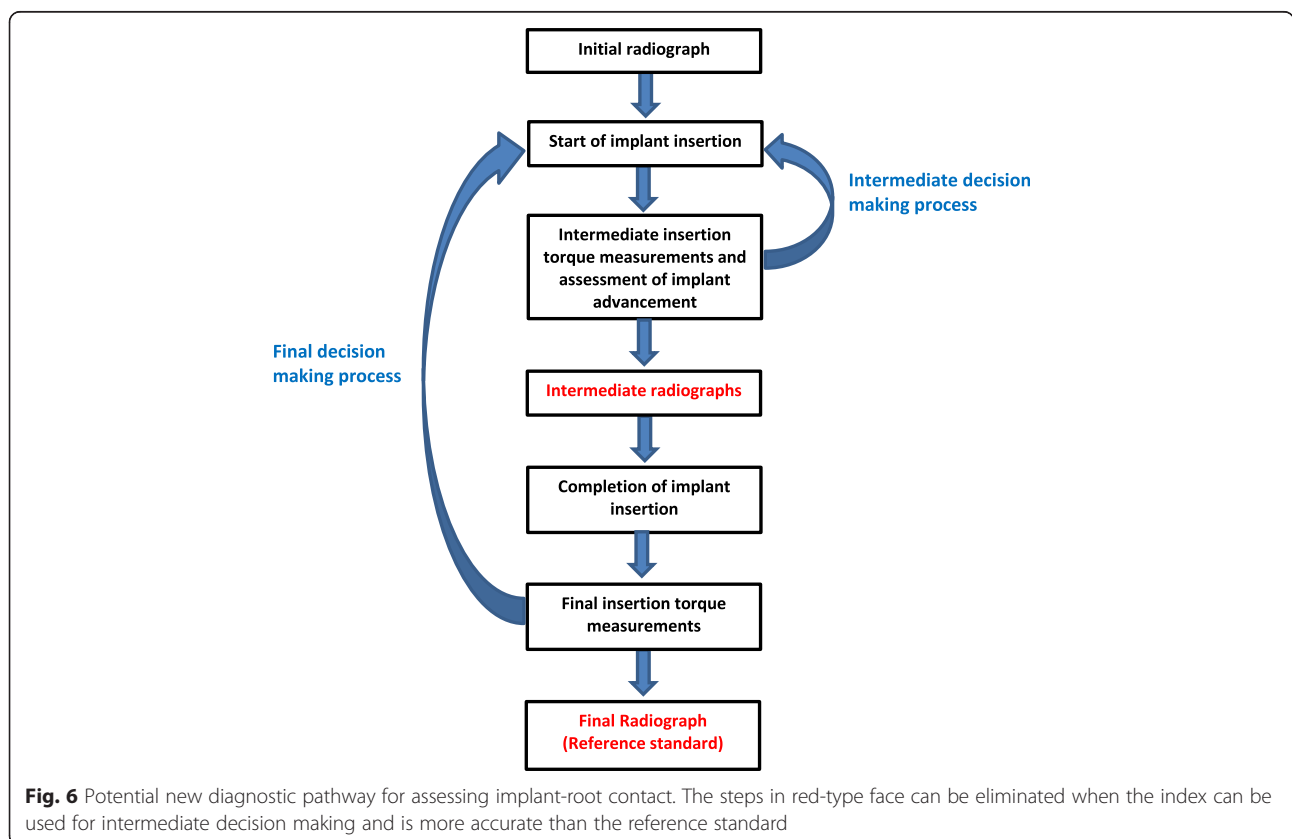 Initial radiograph
Start of implant insertion
Intermediate decision
making process
Intermediate insertion
torque measurements and
assessment of implant
advancement
Final decision
making process
Intermediate radiographs
Completion of implant
insertion
Final insertion torque
measurements
Final Radiograph
(Reference standard)
Fig. 6 Potential new diagnostic pathway for assessing implant-root contact. The steps in red-type face can be eliminated when the index can be
used for intermediate decision making and is more accurate than the reference standard